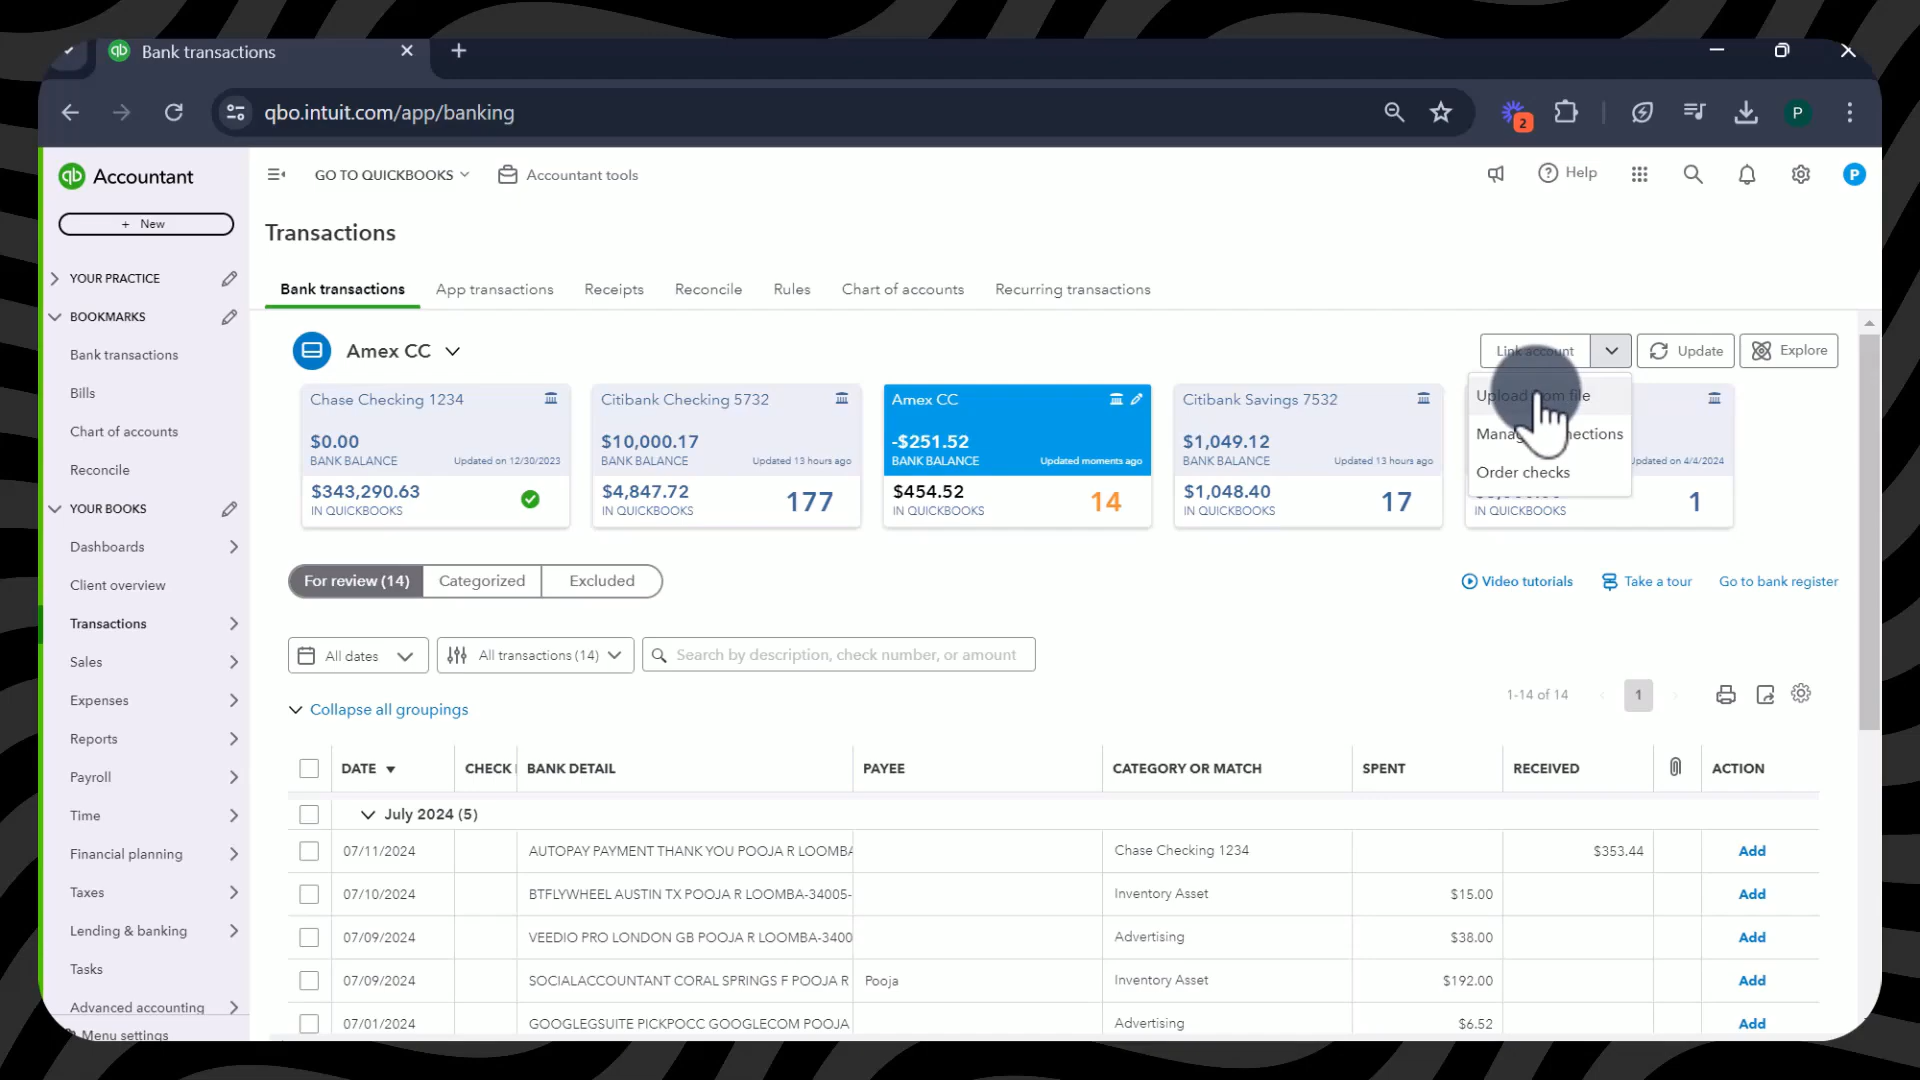 Bank transactions
qbo.intuit.com/app/banking
2
P
qb Accountant
GO TO QUICKBOOKS
Accountant tools
Help
P
+ New
Transactions
YOUR PRACTICE
BOOKMARKS
Bank transactions
Bills
Chart of accounts
Reconcile
YOUR BOOKS
Dashboards
Client overview
Transactions
Sales
Expenses
Reports
Payroll
Time
Financial planning
Taxes
Lending & banking
Tasks
Advanced accounting
Menu settings
Bank transactions App transactions Receipts Reconcile Rules Chart of accounts Recurring transactions
Amex CC
Link account
Update
Explore
Upload from file
Manage connections
Order checks
Chase Checking 1234
$0.00
BANK BALANCE Updated on 12/30/2023
$343,290.63
IN QUICKBOOKS
Citibank Checking 5732
$10,000.17
BANK BALANCE Updated 13 hours ago
$4,847.72
IN QUICKBOOKS
177
Amex CC
-$251.52
BANK BALANCE Updated moments ago
$454.52
IN QUICKBOOKS
14
Citibank Savings 7532
$1,049.12
BANK BALANCE Updated 13 hours ago
$1,048.40
IN QUICKBOOKS
17
Updated on 4/4/2024
IN QUICKBOOKS
1
For review (14) Categorized Excluded
Video tutorials Take a tour Go to bank register
All dates
All transactions (14)
Search by description, check number, or amount
1-14 of 14
1
Collapse all groupings
DATE CHECK BANK DETAIL PAYEE CATEGORY OR MATCH SPENT RECEIVED ACTION
July 2024 (5)
07/11/2024 AUTOPAY PAYMENT THANK YOU POOJA R LOOMBA Chase Checking 1234 $353.44 Add
07/10/2024 BTFLYWHEEL AUSTIN TX POOJA R LOOMBA-34005- Inventory Asset $15.00 Add
07/09/2024 VEEDIO PRO LONDON GB POOJA R LOOMBA-3400 Advertising $38.00 Add
07/09/2024 SOCIALACCOUNTANT CORAL SPRINGS F POOJA R Pooja Inventory Asset $192.00 Add
07/01/2024 GOOGLEGSUITE PICKPOCC GOOGLECOM POOJA Advertising $6.52 Add